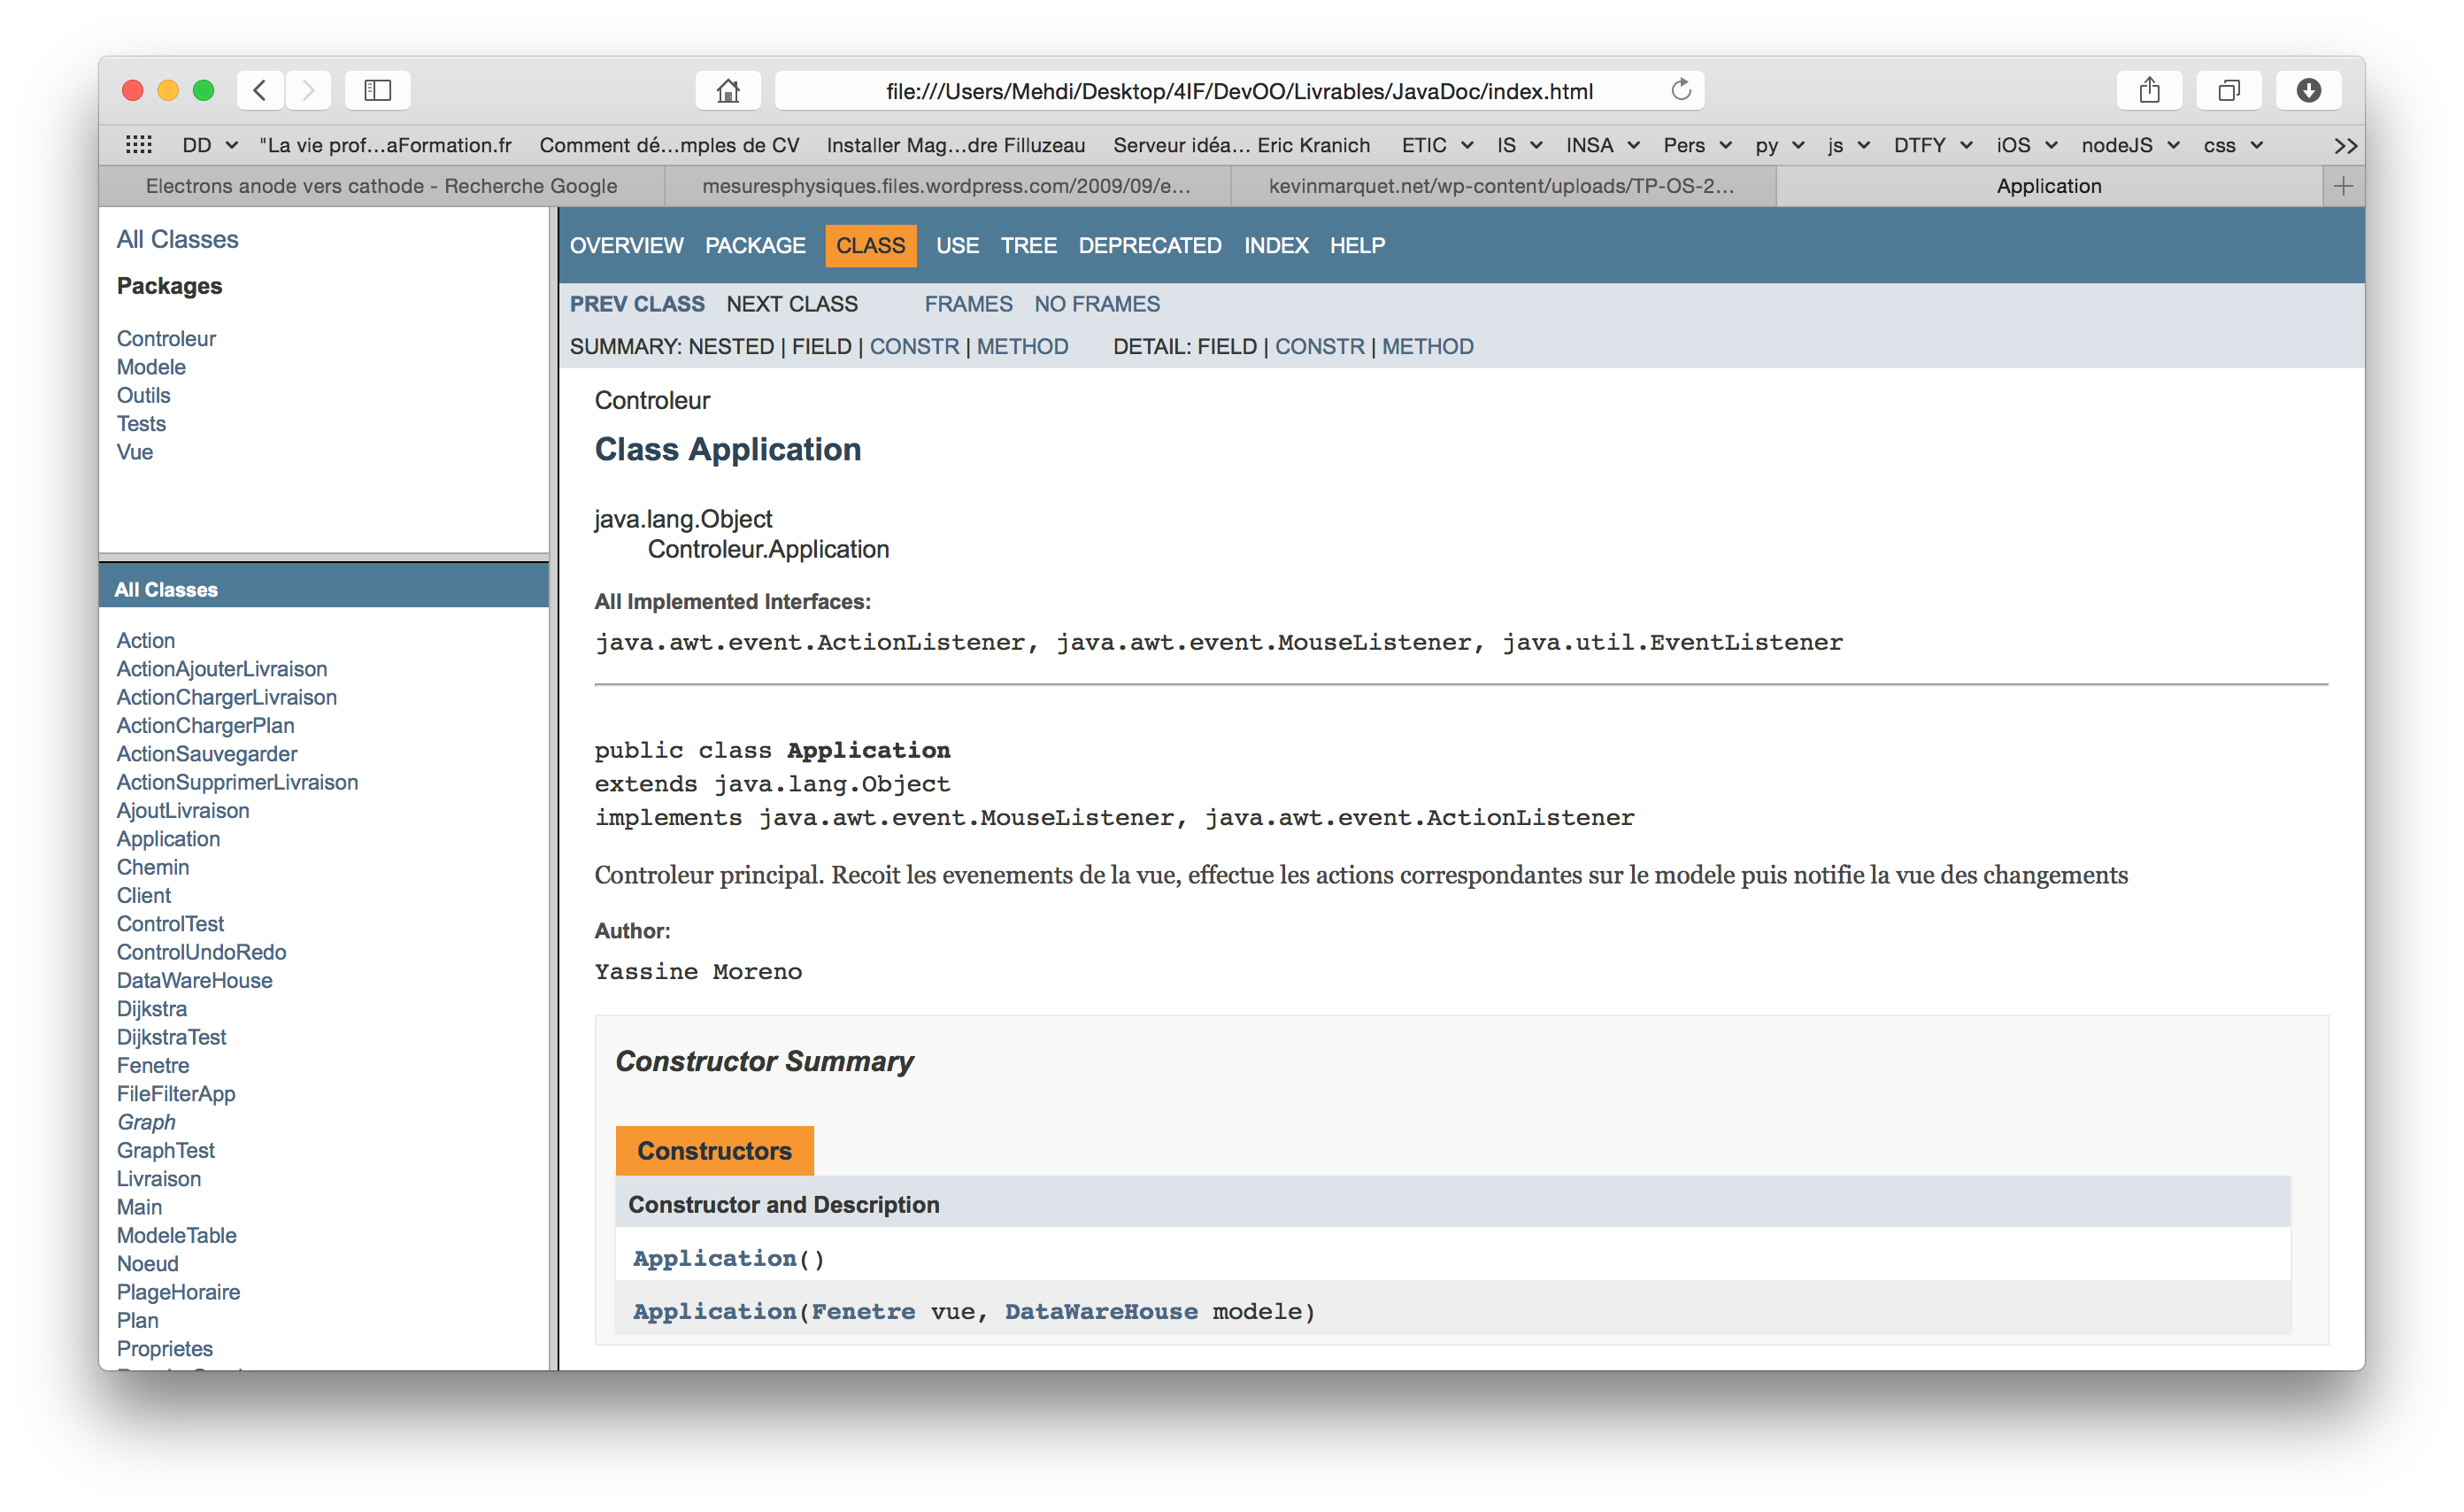 file:///Users/Mehdi/Desktop/4IF/DevOO/Livrables/JavaDoc/index.html
DD "La vie prof...aFormation.fr Comment dé...mples de CV Installer Mag...dre Filluzeau Serveur idéa... Eric Kranich ETIC IS INSA Pers py js DTFY iOS nodeJS css >>
Electrons anode vers cathode - Recherche Google mesuresphysiques.files.wordpress.com/2009/09/e... kevinmarquet.net/wp-content/uploads/TP-OS-2... Application
All Classes
Packages
Controleur
Modele
Outils
Tests
Vue
All Classes
Action
ActionAjouterLivraison
ActionChargerLivraison
ActionChargerPlan
ActionSauvegarder
ActionSupprimerLivraison
AjoutLivraison
Application
Chemin
Client
ControlTest
ControlUndoRedo
DataWareHouse
Dijkstra
DijkstraTest
Fenetre
FileFilterApp
Graph
GraphTest
Livraison
Main
ModeleTable
Noeud
PlageHoraire
Plan
Proprietes
OVERVIEW PACKAGE CLASS USE TREE DEPRECATED INDEX HELP
PREV CLASS NEXT CLASS FRAMES NO FRAMES
SUMMARY: NESTED | FIELD | CONSTR | METHOD DETAIL: FIELD | CONSTR | METHOD
Controleur
Class Application
java.lang.Object
Controleur.Application
All Implemented Interfaces:
java.awt.event.ActionListener, java.awt.event.MouseListener, java.util.EventListener
public class Application
extends java.lang.Object
implements java.awt.event.MouseListener, java.awt.event.ActionListener
Controleur principal. Recoit les evenements de la vue, effectue les actions correspondantes sur le modele puis notifie la vue des changements
Author:
Yassine Moreno
Constructor Summary
Constructors
Constructor and Description
Application()
Application(Fenetre vue, DataWareHouse modele)